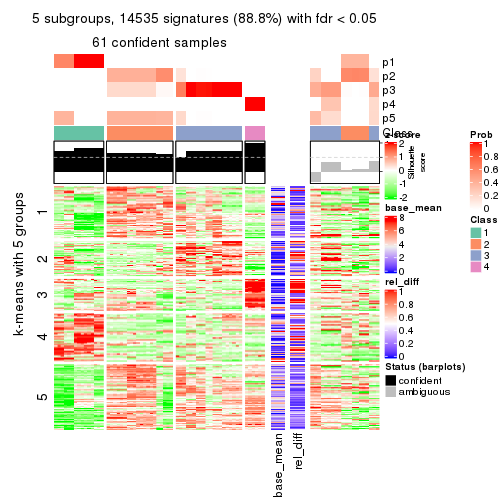 5 subgroups, 14535 signatures (88.8%) with fdr < 0.05
61 confident samples
p1
p2
p3
p4
p5
Class
Silhouette
score
k-means with 5 groups
1
2
3
4
5
base_mean
rel_diff
z-score
2
1
0
-1
-2
base_mean
8
6
4
2
0
rel_diff
1
0.8
0.6
0.4
0.2
0
Status (barplots)
confident
ambiguous
Prob
1
0.8
0.6
0.4
0.2
0
Class
1
2
3
4